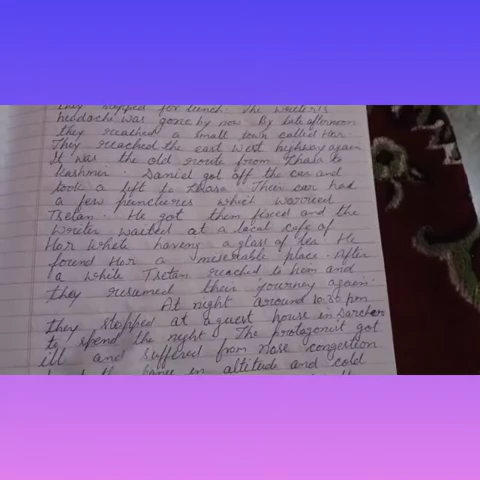 they stopped for lunch. The writer's
headache was gone by now. By late afternoon
they reached a small town called Hor.
They reached the east west highway again
It was the old route from Lhasa to
Kashmir. Daniel got off the car and
took a lift to Lhasa. Their car had
a few punctures which worried
Tsetan. He got them fixed and the
Writer waited at a local cafe of
Hor while having a glass of tea. He
found Hor a miserable place. After
a while Tsetan reached to him and
they resumed their journey again.
At night around 10:30 pm
they stopped at a guest house in Darchen
to spend the night. The protagonist got
ill and suffered from nose congestion
in altitude and cold